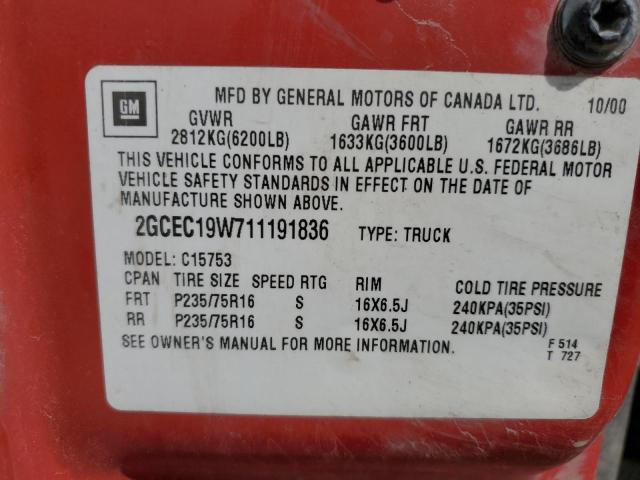 GM
MFD BY GENERAL MOTORS OF CANADA LTD. 10/00
GVWR GAWR FRT GAWR RR
2812KG(6200LB) 1633KG(3600LB) 1672KG(3686LB)
THIS VEHICLE CONFORMS TO ALL APPLICABLE U.S. FEDERAL MOTOR
VEHICLE SAFETY STANDARDS IN EFFECT ON THE DATE OF
MANUFACTURE SHOWN ABOVE.
2GCEC19W711191836 TYPE: TRUCK
MODEL: C15753
CPAN TIRE SIZE SPEED RTG RIM COLD TIRE PRESSURE
FRT P235/75R16 S 16X6.5J 240KPA(35PSI)
RR P235/75R16 S 16X6.5J 240KPA(35PSI)
SEE OWNER'S MANUAL FOR MORE INFORMATION. F 514
T 727